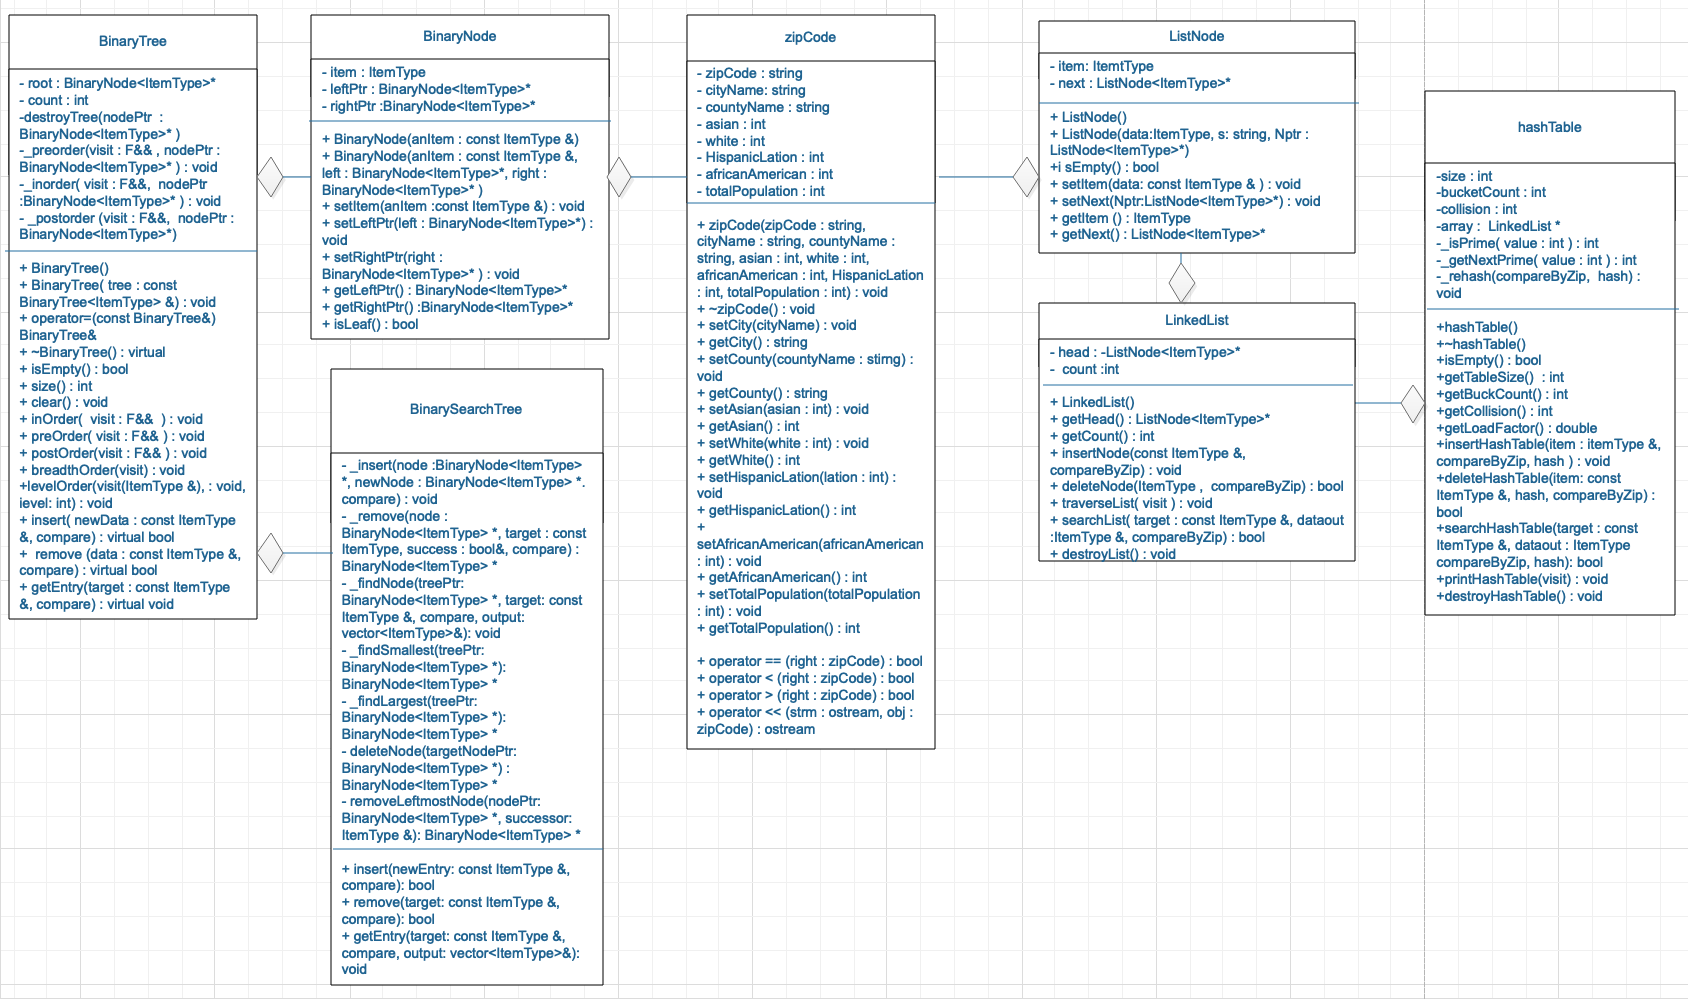 BinaryTree
- root : BinaryNode<ItemType>*
- count : int
-destroyTree(nodePtr :
BinaryNode<ItemType>* )
-_preorder(visit : F&& , nodePtr :
BinaryNode<ItemType>* ) : void
-_inorder( visit : F&&, nodePtr
:BinaryNode<ItemType>* ) : void
- _postorder (visit : F&&, nodePtr :
BinaryNode<ItemType>*)
+ BinaryTree()
+ BinaryTree( tree : const
BinaryTree<ItemType> &) : void
+ operator=(const BinaryTree&)
BinaryTree&
+ ~BinaryTree() : virtual
+ isEmpty() : bool
+ size() : int
+ clear() : void
+ inOrder( visit : F&& ) : void
+ preOrder( visit : F&& ) : void
+ postOrder(visit : F&& ) : void
+ breadthOrder(visit) : void
+levelOrder(visit(ItemType &), : void,
ievel: int) : void
+ insert( newData : const ItemType
&, compare) : virtual bool
+ remove (data : const ItemType &,
compare) : virtual bool
+ getEntry(target : const ItemType
&, compare) : virtual void
BinaryNode
- item : ItemType
- leftPtr : BinaryNode<ItemType>*
- rightPtr :BinaryNode<ItemType>*
+ BinaryNode(anItem : const ItemType &)
+ BinaryNode(anItem : const ItemType &,
left : BinaryNode<ItemType>*, right :
BinaryNode<ItemType>* )
+ setItem(anItem :const ItemType &) : void
+ setLeftPtr(left : BinaryNode<ItemType>*) :
void
+ setRightPtr(right :
BinaryNode<ItemType>* ) : void
+ getLeftPtr() : BinaryNode<ItemType>*
+ getRightPtr() :BinaryNode<ItemType>*
+ isLeaf() : bool
BinarySearchTree
- _insert(node :BinaryNode<ItemType>
*, newNode : BinaryNode<ItemType> *.
compare) : void
- _remove(node :
BinaryNode<ItemType> *, target : const
ItemType, success : bool&, compare) :
BinaryNode<ItemType> *
- _findNode(treePtr:
BinaryNode<ItemType> *, target: const
ItemType &, compare, output:
vector<ItemType>&): void
- _findSmallest(treePtr:
BinaryNode<ItemType> *):
BinaryNode<ItemType> *
- _findLargest(treePtr:
BinaryNode<ItemType> *):
BinaryNode<ItemType> *
- deleteNode(targetNodePtr:
BinaryNode<ItemType> *) :
BinaryNode<ItemType> *
- removeLeftmostNode(nodePtr:
BinaryNode<ItemType> *, successor:
ItemType &): BinaryNode<ItemType> *
+ insert(newEntry: const ItemType &,
compare): bool
+ remove(target: const ItemType &,
compare): bool
+ getEntry(target: const ItemType &,
compare, output: vector<ItemType>&):
void
zipCode
- zipCode : string
- cityName: string
- countyName : string
- asian : int
- white : int
- HispanicLation : int
- africanAmerican : int
- totalPopulation : int
+ zipCode(zipCode : string,
cityName : string, countyName :
string, asian : int, white : int,
africanAmerican : int, HispanicLation
: int, totalPopulation : int) : void
+ ~zipCode() : void
+ setCity(cityName) : void
+ getCity() : string
+ setCounty(countyName : stirng) :
void
+ getCounty() : string
+ setAsian(asian : int) : void
+ getAsian() : int
+ setWhite(white : int) : void
+ getWhite() : int
+ setHispanicLation(lation : int) :
void
+ getHispanicLation() : int
+
setAfricanAmerican(africanAmerican
: int) : void
+ getAfricanAmerican() : int
+ setTotalPopulation(totalPopulation
: int) : void
+ getTotalPopulation() : int
+ operator == (right : zipCode) : bool
+ operator < (right : zipCode) : bool
+ operator > (right : zipCode) : bool
+ operator << (strm : ostream, obj :
zipCode) : ostream
ListNode
- item: ItemtType
- next : ListNode<ItemType>*
+ ListNode()
+ ListNode(data:ItemType, s: string, Nptr :
ListNode<ItemType>*)
+i sEmpty() : bool
+ setItem(data: const ItemType & ) : void
+ setNext(Nptr:ListNode<ItemType>*) : void
+ getItem () : ItemType
+ getNext() : ListNode<ItemType>*
LinkedList
- head : -ListNode<ItemType>*
- count :int
+ LinkedList()
+ getHead() : ListNode<ItemType>*
+ getCount() : int
+ insertNode(const ItemType &,
compareByZip) : void
+ deleteNode(ItemType , compareByZip) : bool
+ traverseList( visit ) : void
+ searchList( target : const ItemType &, dataout
:ItemType &, compareByZip) : bool
+ destroyList() : void
hashTable
-size : int
-bucketCount : int
-collision : int
-array : LinkedList *
-_isPrime( value : int ) : int
-_getNextPrime( value : int ) : int
-_rehash(compareByZip, hash) :
void
+hashTable()
+~hashTable()
+isEmpty() : bool
+getTableSize() : int
+getBuckCount() : int
+getCollision() : int
+getLoadFactor() : double
+insertHashTable(item : itemType &,
compareByZip, hash ) : void
+deleteHashTable(item: const
ItemType &, hash, compareByZip) :
bool
+searchHashTable(target : const
ItemType &, dataout : ItemType
compareByZip, hash): bool
+printHashTable(visit) : void
+destroyHashTable() : void